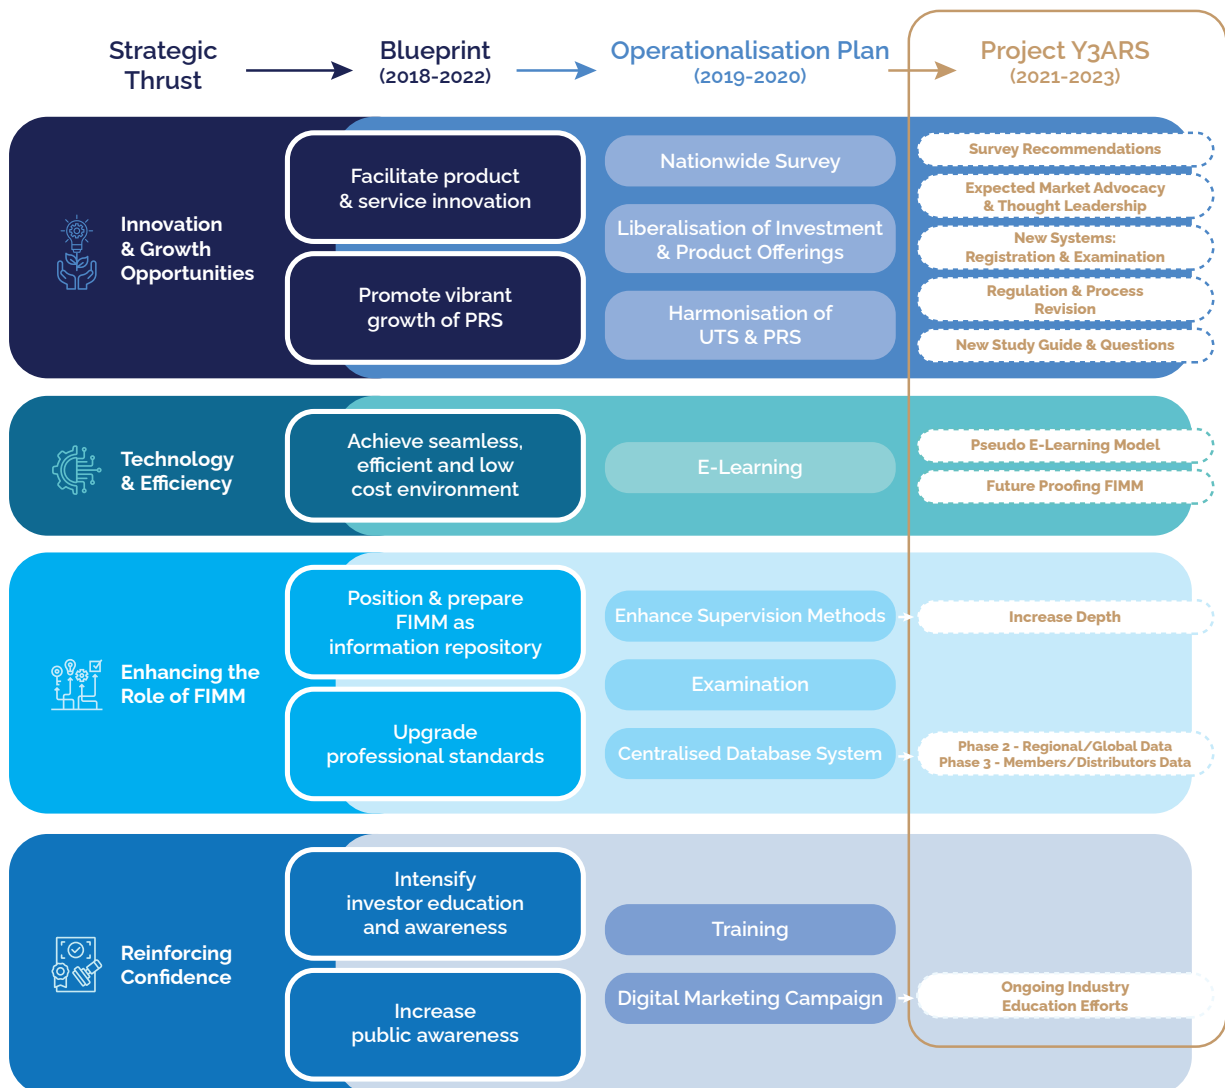 Strategic
Thrust
Blueprint
(2018-2022)
Operationalisation Plan
(2019-2020)
Project Y3ARS
(2021-2023)
Innovation
& Growth
Opportunities
Facilitate product
& service innovation
Promote vibrant
growth of PRS
Nationwide Survey
Liberalisation of Investment
& Product Offerings
Harmonisation of
UTS & PRS
Survey Recommendations
Expected Market Advocacy
& Thought Leadership
New Systems:
Registration & Examination
Regulation & Process
Revision
New Study Guide & Questions
Technology
& Efficiency
Achieve seamless,
efficient and low
cost environment
E-Learning
Pseudo E-Learning Model
Future Proofing FIMM
Enhancing the
Role of FIMM
Position & prepare
FIMM as
information repository
Upgrade
professional standards
Enhance Supervision Methods
Examination
Centralised Database System
Increase Depth
Phase 2 - Regional/Global Data
Phase 3 - Members/Distributors Data
Reinforcing
Confidence
Intensify
investor education
and awareness
Increase
public awareness
Training
Digital Marketing Campaign
Ongoing Industry
Education Efforts